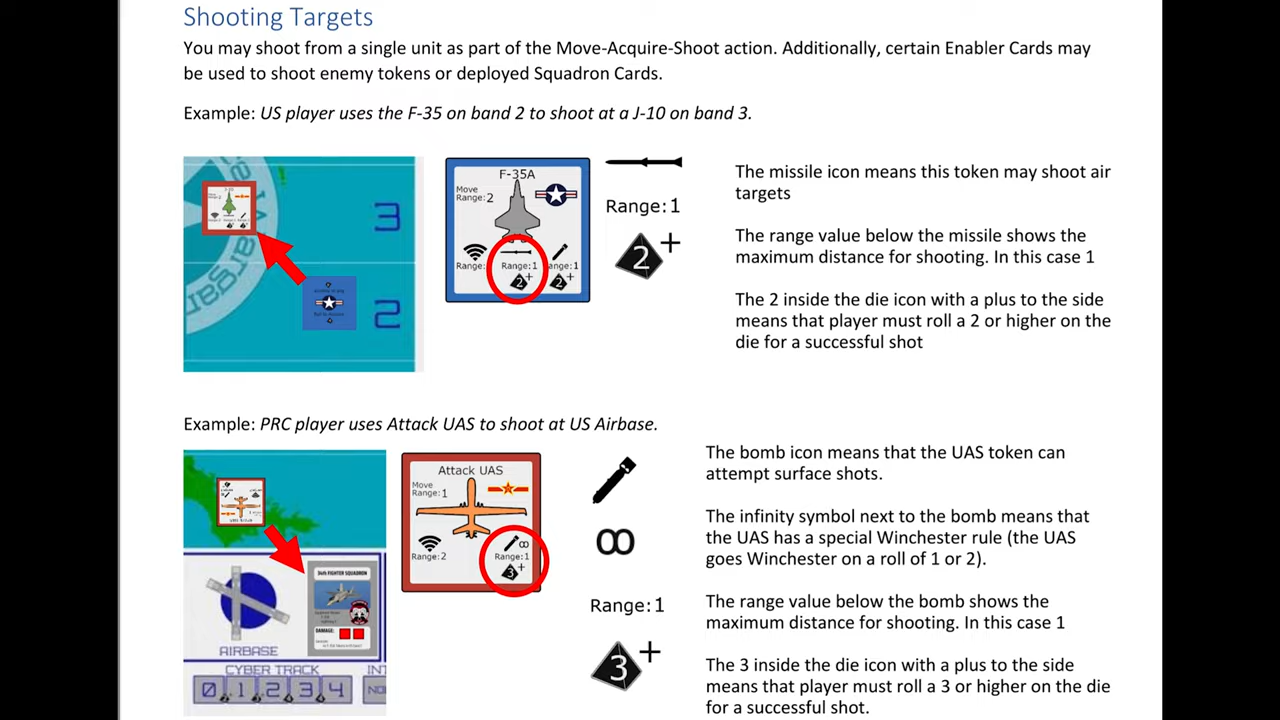 Shooting Targets
You may shoot from a single unit as part of the Move-Acquire-Shoot action. Additionally, certain Enabler Cards may
be used to shoot enemy tokens or deployed Squadron Cards.
Example: US player uses the F-35 on band 2 to shoot at a J-10 on band 3.
3
2
F-35A
Move
Range:2
Range:
Range:1
Range:1
2+
2+
Range:1
2+
The missile icon means this token may shoot air
targets
The range value below the missile shows the
maximum distance for shooting. In this case 1
The 2 inside the die icon with a plus to the side
means that player must roll a 2 or higher on the
die for a successful shot
Example: PRC player uses Attack UAS to shoot at US Airbase.
34th FIGHTER SQUADRON
DAMAGE:
AIRBASE
CYBER TRACK
INT
0 1 2 3 4
NO
Attack UAS
Move
Range:1
Range:2
∞
Range:1
3+
∞
Range:1
3+
The bomb icon means that the UAS token can
attempt surface shots.
The infinity symbol next to the bomb means that
the UAS has a special Winchester rule (the UAS
goes Winchester on a roll of 1 or 2).
The range value below the bomb shows the
maximum distance for shooting. In this case 1
The 3 inside the die icon with a plus to the side
means that player must roll a 3 or higher on the die
for a successful shot.